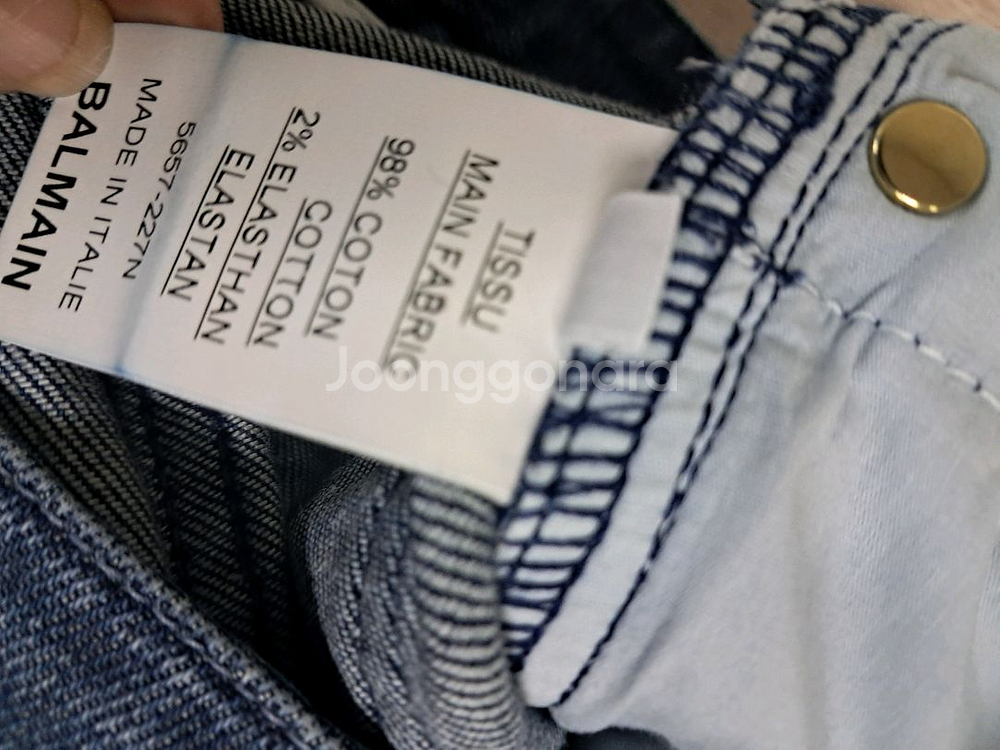 BALMAIN
MADE IN ITALIE
5657-227N
TISSU
MAIN FABRIC
98% COTON
COTTON
2% ELASTHAN
ELASTAN
Joonggonara